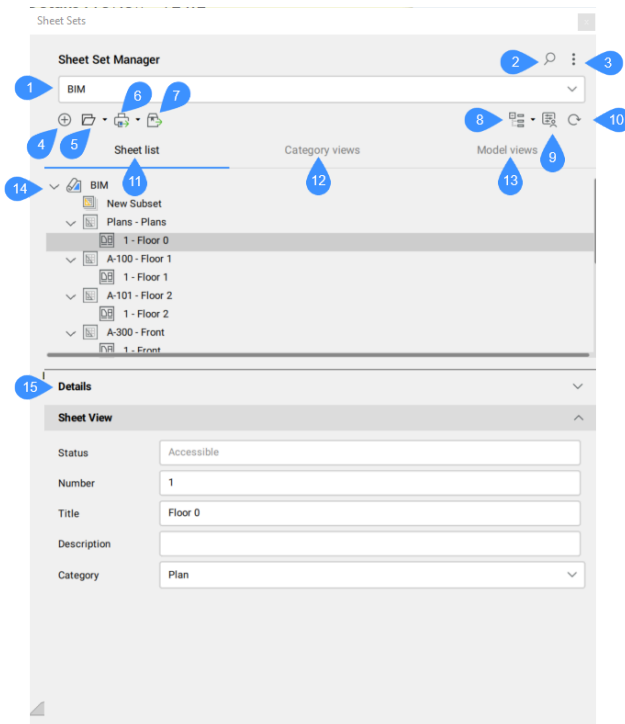 Sheet Sets
Sheet Set Manager
2
3
1
BIM
6
7
4
5
8
9
10
Sheet list
Category views
Model views
11
12
13
14
BIM
New Subset
Plans - Plans
1 - Floor 0
A-100 - Floor 1
1 - Floor 1
A-101 - Floor 2
1 - Floor 2
A-300 - Front
1 - Front
15
Details
Sheet View
Status
Accessible
Number
1
Title
Floor 0
Description
Category
Plan